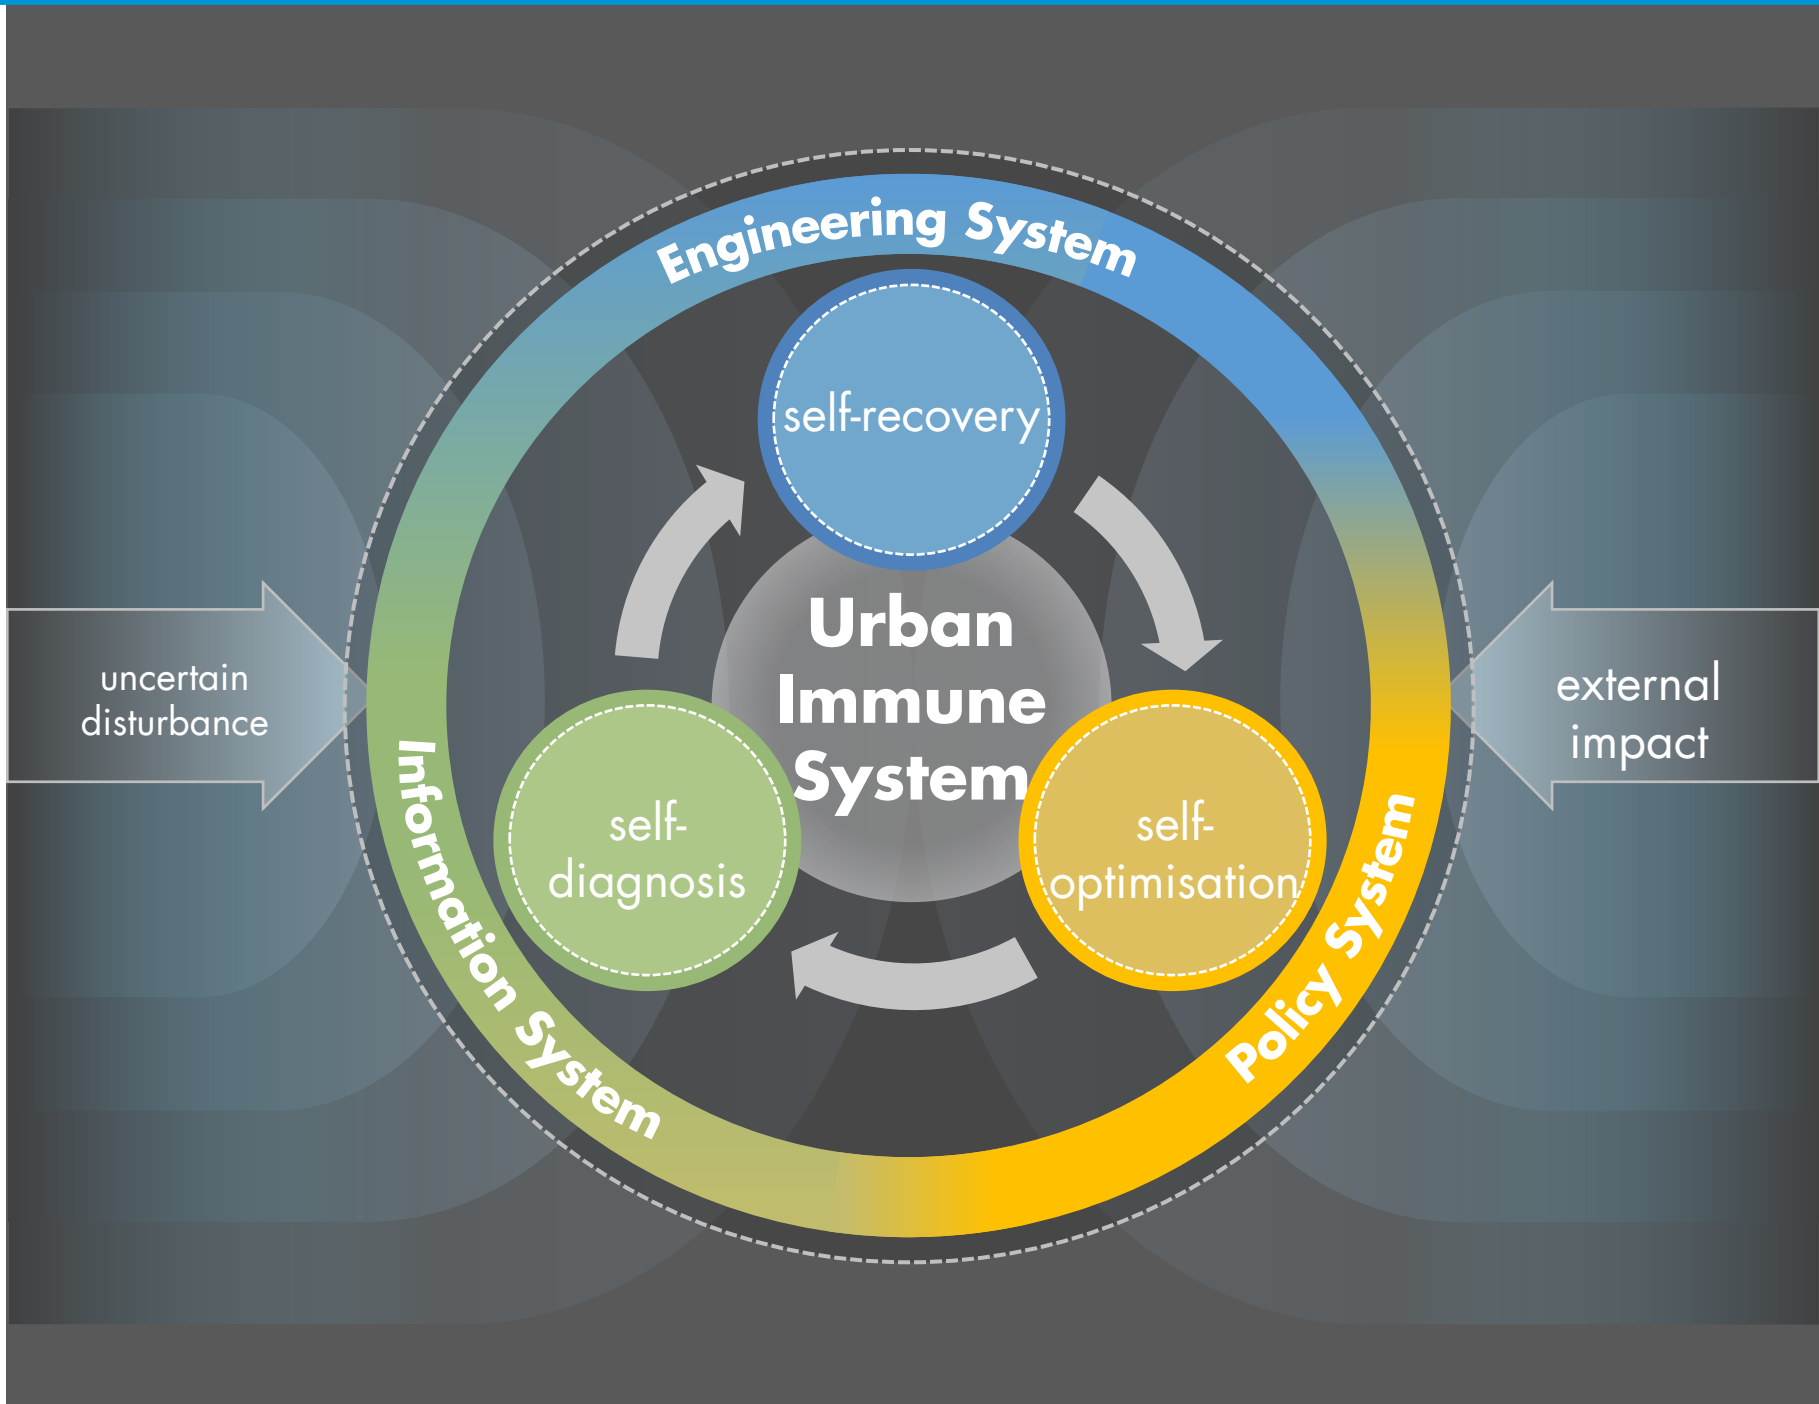 Engineering System
self-recovery
Urban
Immune
System
uncertain
disturbance
external
impact
self-
diagnosis
self-
optimisation
Information System
Policy System